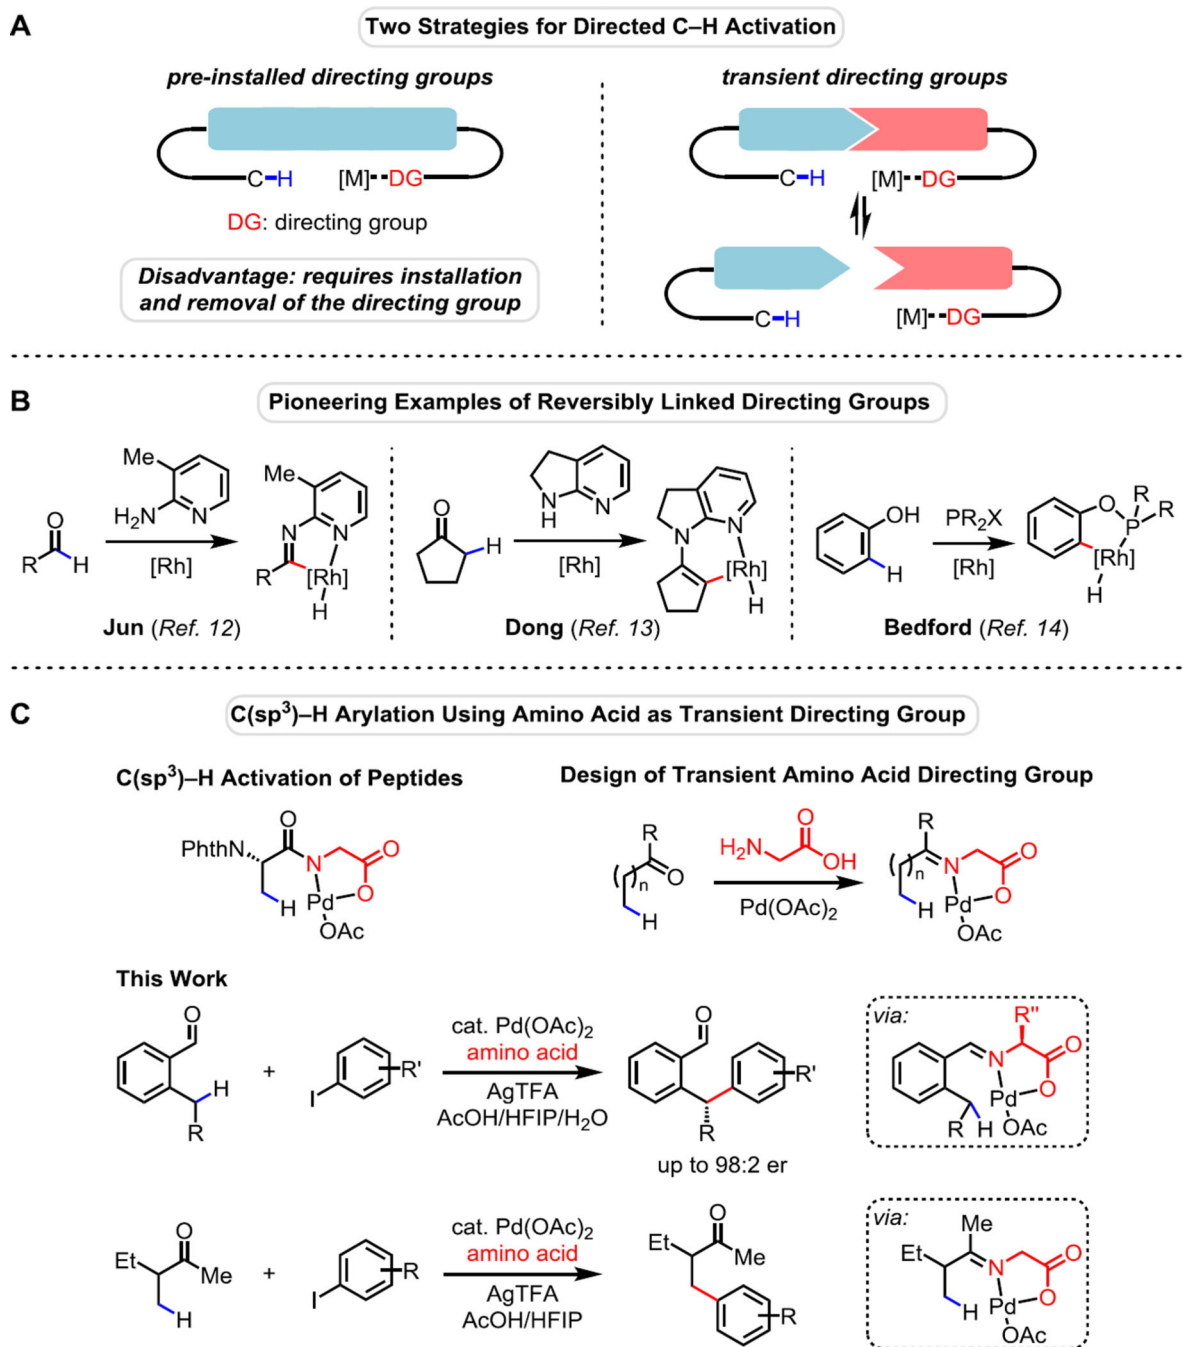 A
Two Strategies for Directed C–H Activation
pre-installed directing groups
transient directing groups
C–H [M]--DG
C–H [M]--DG
DG: directing group
Disadvantage: requires installation
and removal of the directing group
C–H [M]--DG
B
Pioneering Examples of Reversibly Linked Directing Groups
O
R H
Me
H2N N
[Rh]
Me
N N
R [Rh]
H
Jun (Ref. 12)
O
H
N
H
N
[Rh]
N N
[Rh]
H
Dong (Ref. 13)
OH
H
PR2X
[Rh]
R
O P R
[Rh]
H
Bedford (Ref. 14)
C
C(sp3)–H Arylation Using Amino Acid as Transient Directing Group
C(sp3)–H Activation of Peptides
Design of Transient Amino Acid Directing Group
O
PhthN N O
H Pd O
OAc
R
( )n O
H
O
H2N OH
Pd(OAc)2
R
( )n N O
H Pd O
OAc
This Work
O
H
R
+
I R'
cat. Pd(OAc)2
amino acid
AgTFA
AcOH/HFIP/H2O
O
R'
R
up to 98:2 er
via:
R''
N O
Pd O
R H OAc
O
Et Me
H
+
I R
cat. Pd(OAc)2
amino acid
AgTFA
AcOH/HFIP
O
Et Me
R
via:
Me
Et N O
H Pd O
OAc